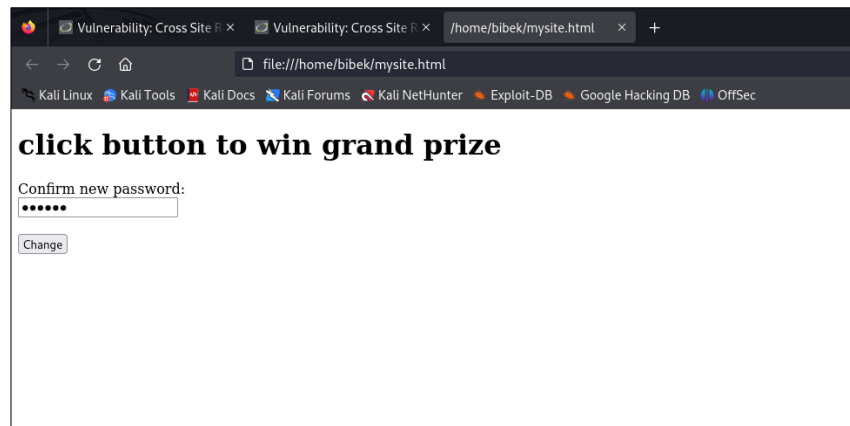 Vulnerability: Cross Site R Vulnerability: Cross Site R /home/bibek/mysite.html
file:///home/bibek/mysite.html
Kali Linux Kali Tools Kali Docs Kali Forums Kali NetHunter Exploit-DB Google Hacking DB OffSec
click button to win grand prize
Confirm new password:
••••••
Change